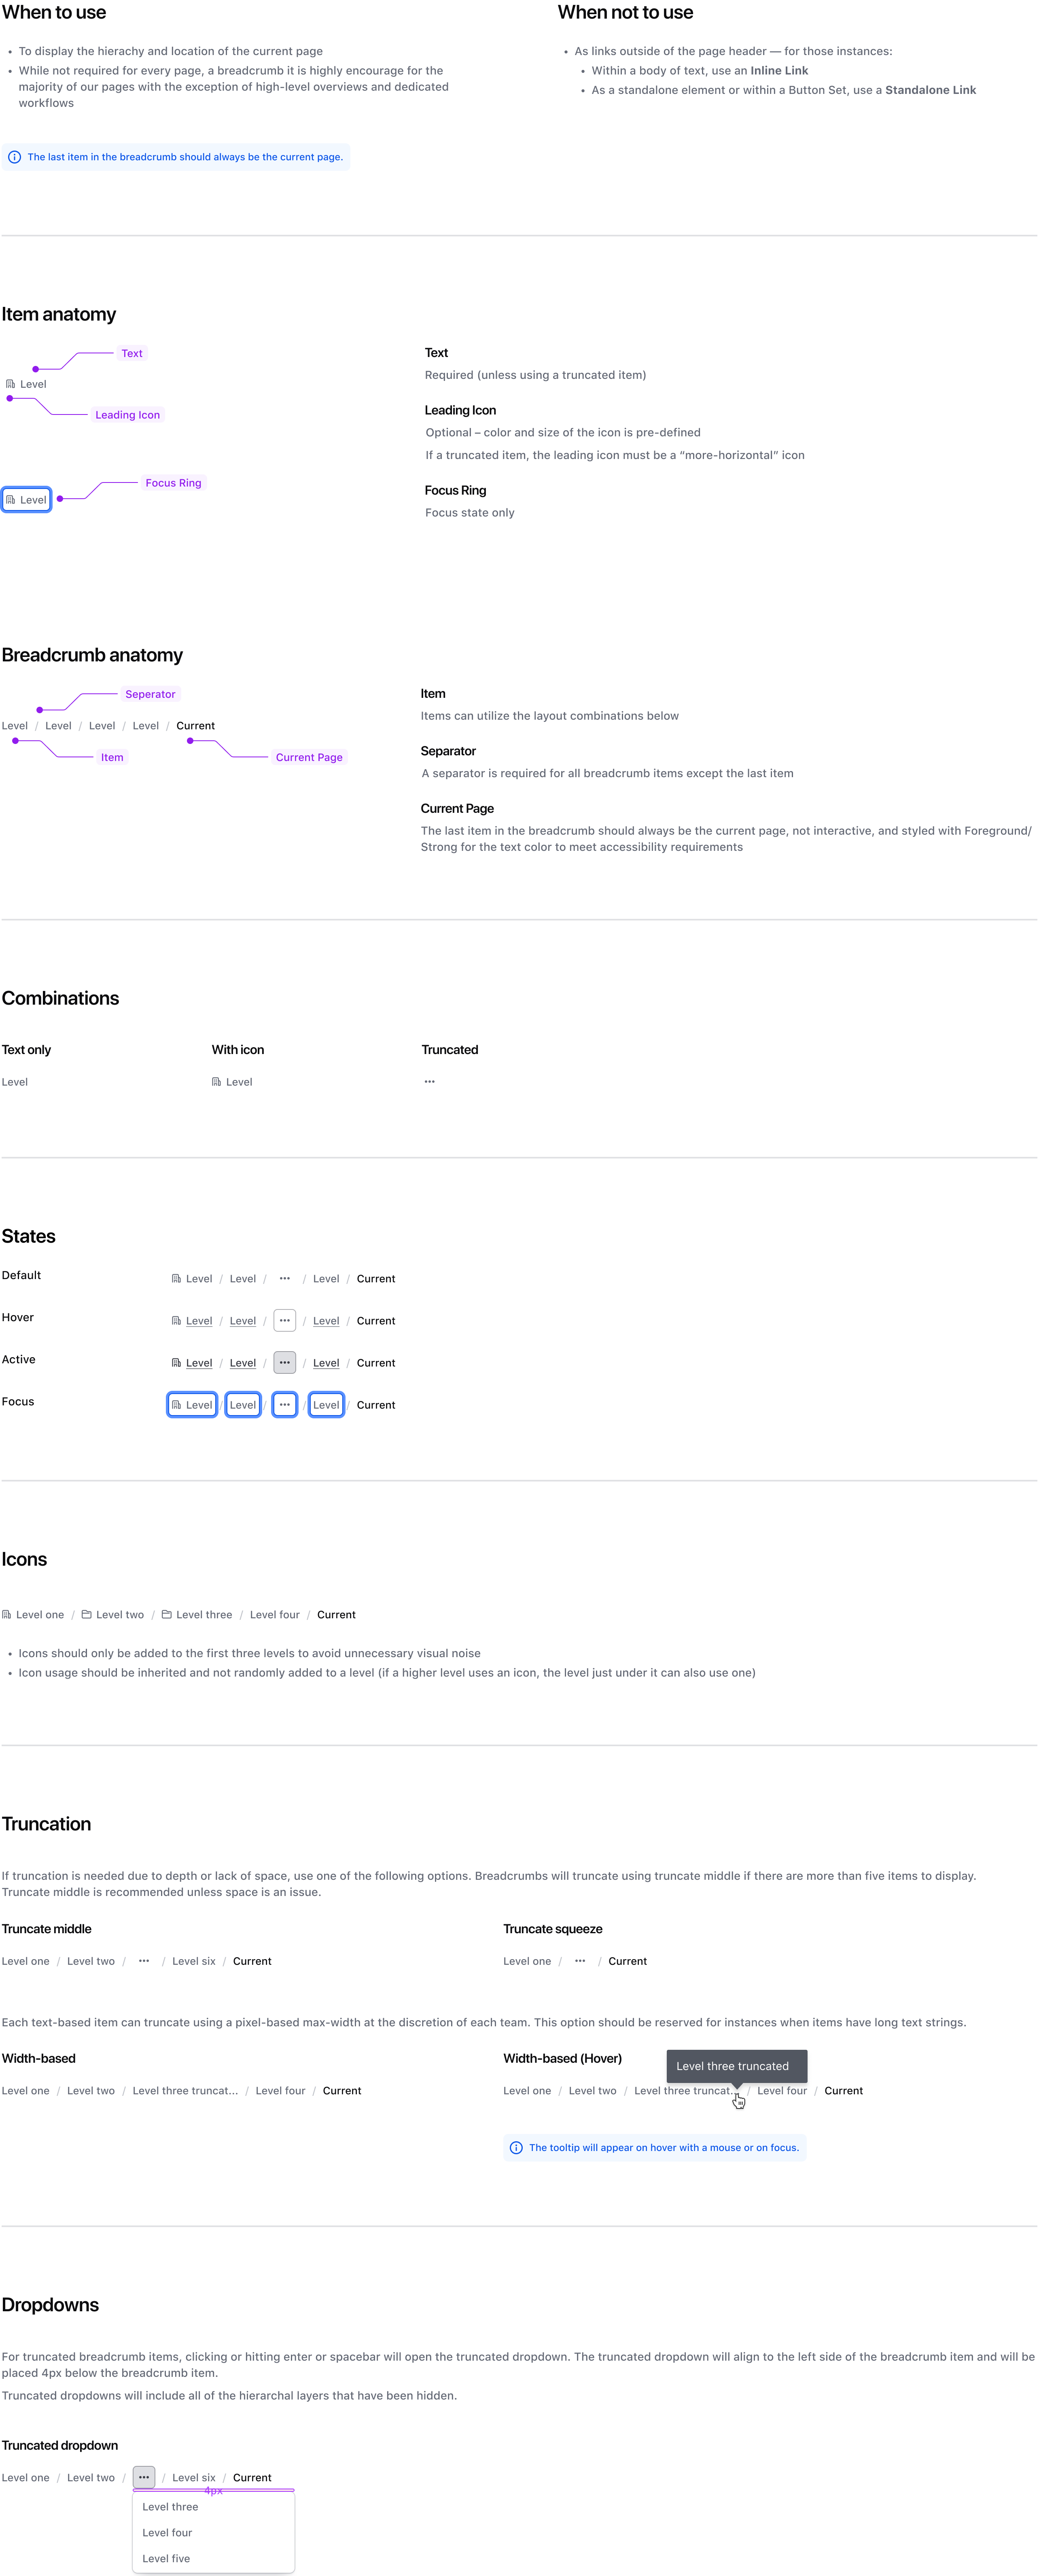 When to use
To display the hierachy and location of the current page
While not required for every page, a breadcrumb it is highly encourage for the
majority of our pages with the exception of high-level overviews and dedicated
workflows
The last item in the breadcrumb should always be the current page.
When not to use
As links outside of the page header — for those instances:
Within a body of text, use an Inline Link
As a standalone element or within a Button Set, use a Standalone Link
Item anatomy
Text
Level
Leading Icon
Focus Ring
Level
Text
Required (unless using a truncated item)
Leading Icon
Optional – color and size of the icon is pre-defined
If a truncated item, the leading icon must be a “more-horizontal” icon
Focus Ring
Focus state only
Breadcrumb anatomy
Seperator
Level / Level / Level / Level / Current
Item
Current Page
Item
Items can utilize the layout combinations below
Separator
A separator is required for all breadcrumb items except the last item
Current Page
The last item in the breadcrumb should always be the current page, not interactive, and styled with Foreground/
Strong for the text color to meet accessibility requirements
Combinations
Text only
Level
With icon
Level
Truncated
•••
States
Default
Level / Level / ••• / Level / Current
Hover
Level / Level / ••• / Level / Current
Active
Level / Level / ••• / Level / Current
Focus
Level / Level / ••• / Level / Current
Icons
Level one / Level two / Level three / Level four / Current
Icons should only be added to the first three levels to avoid unnecessary visual noise
Icon usage should be inherited and not randomly added to a level (if a higher level uses an icon, the level just under it can also use one)
Truncation
If truncation is needed due to depth or lack of space, use one of the following options. Breadcrumbs will truncate using truncate middle if there are more than five items to display.
Truncate middle is recommended unless space is an issue.
Truncate middle
Level one / Level two / ••• / Level six / Current
Truncate squeeze
Level one / ••• / Current
Each text-based item can truncate using a pixel-based max-width at the discretion of each team. This option should be reserved for instances when items have long text strings.
Width-based
Level one / Level two / Level three truncat... / Level four / Current
Width-based (Hover)
Level three truncated
Level one / Level two / Level three truncat... / Level four / Current
The tooltip will appear on hover with a mouse or on focus.
Dropdowns
For truncated breadcrumb items, clicking or hitting enter or spacebar will open the truncated dropdown. The truncated dropdown will align to the left side of the breadcrumb item and will be
placed 4px below the breadcrumb item.
Truncated dropdowns will include all of the hierarchal layers that have been hidden.
Truncated dropdown
Level one / Level two / ••• / Level six / Current
4px
Level three
Level four
Level five